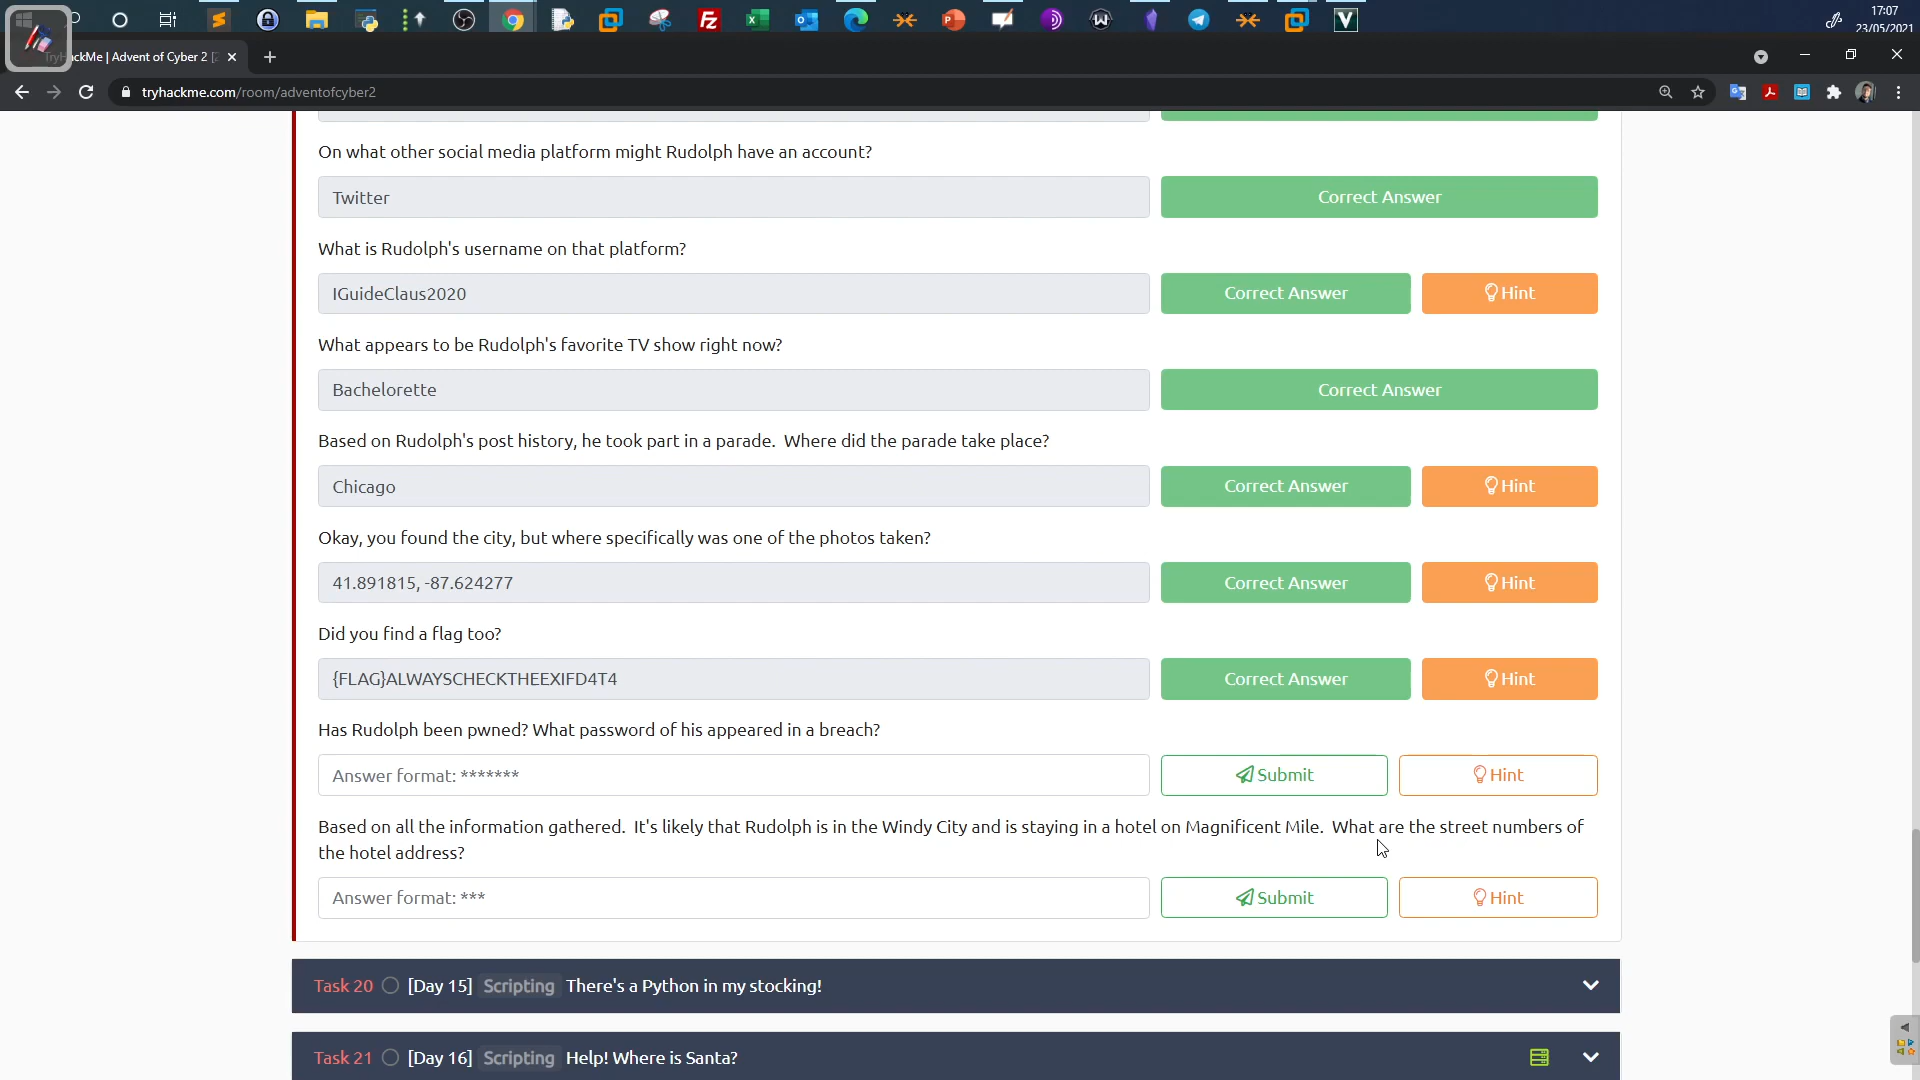 17:07
23/05/2021
TryHackMe | Advent of Cyber 2 [
tryhackme.com/room/adventofcyber2
On what other social media platform might Rudolph have an account?
Twitter
Correct Answer
What is Rudolph's username on that platform?
IGuideClaus2020
Correct Answer
Hint
What appears to be Rudolph's favorite TV show right now?
Bachelorette
Correct Answer
Based on Rudolph's post history, he took part in a parade.  Where did the parade take place?
Chicago
Correct Answer
Hint
Okay, you found the city, but where specifically was one of the photos taken?
41.891815, -87.624277
Correct Answer
Hint
Did you find a flag too?
{FLAG}ALWAYSCHECKTHEEXIFD4T4
Correct Answer
Hint
Has Rudolph been pwned? What password of his appeared in a breach?
Answer format: *******
Submit
Hint
Based on all the information gathered.  It's likely that Rudolph is in the Windy City and is staying in a hotel on Magnificent Mile.  What are the street numbers of
the hotel address?
Answer format: ***
Submit
Hint
Task 20 [Day 15] Scripting There's a Python in my stocking!
Task 21 [Day 16] Scripting Help! Where is Santa?